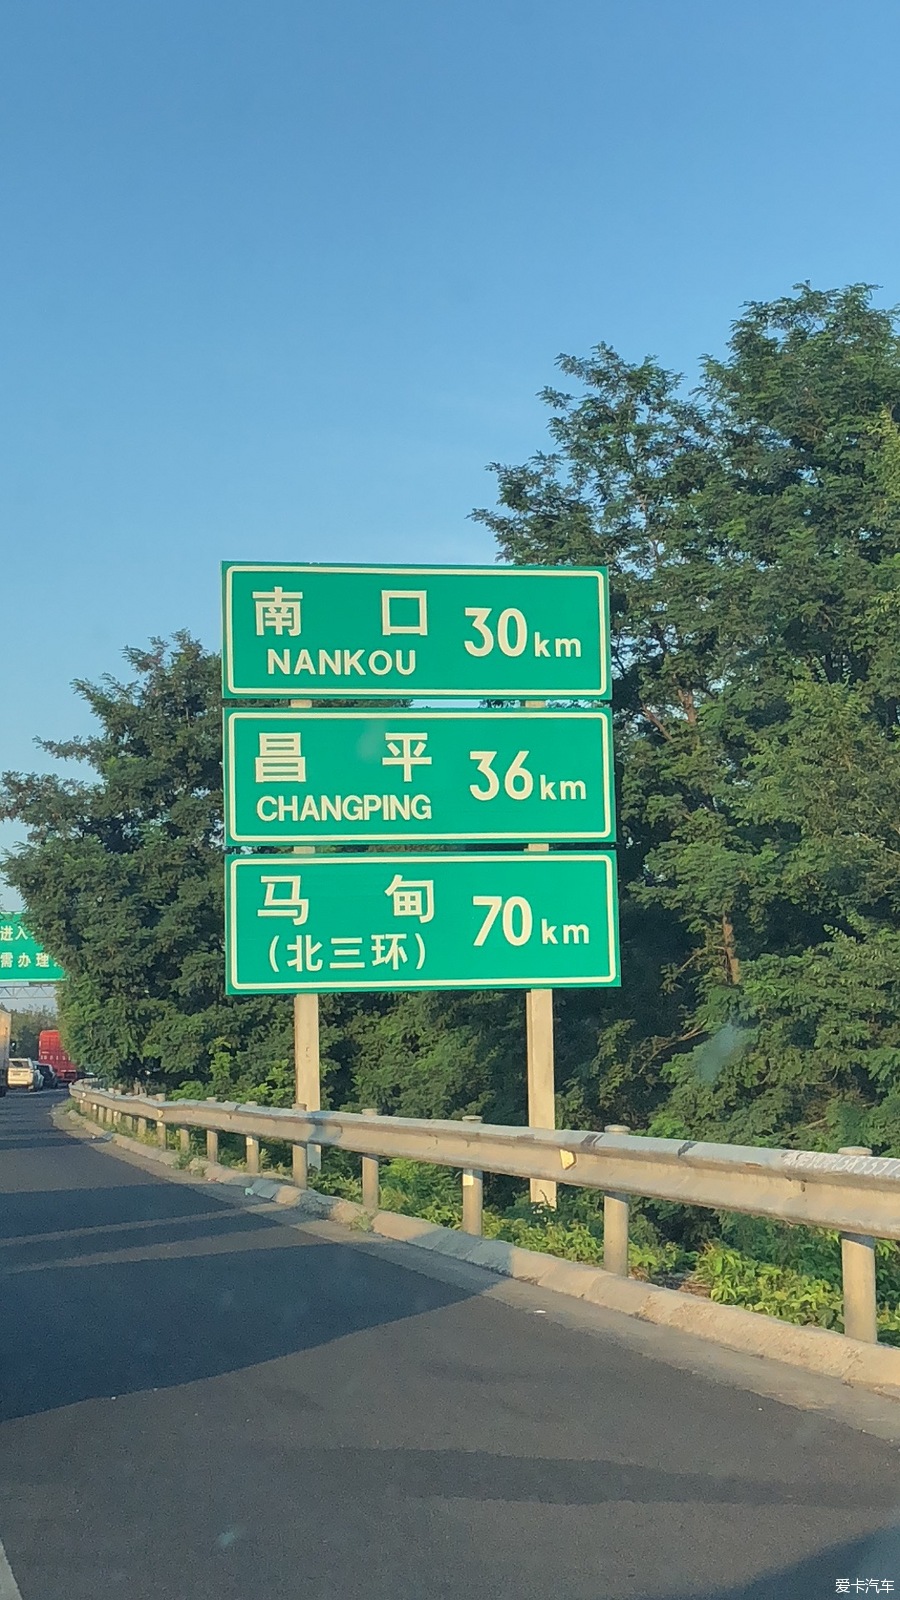 南口 30km
NANKOU
昌平 36km
CHANGPING
马甸 70km
(北三环)
进入
需办理
爱卡汽车